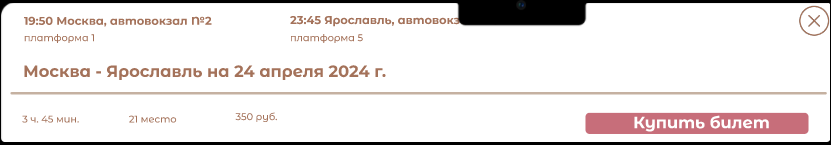 19:50 Москва, автовокзал №2
23:45 Ярославль,
платформа 1
платформа 5
Москва - Ярославль на 24 апреля 2024 г.
3 ч. 45 мин.
21 место
350 руб.
Купить билет